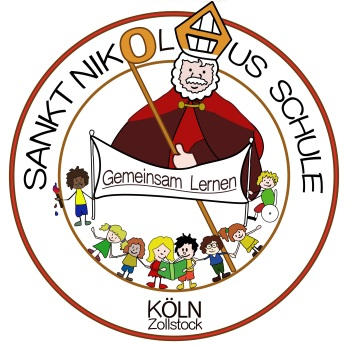 SANKT NIKOLAUS SCHULE
Gemeinsam Lernen
KÖLN
Zollstock